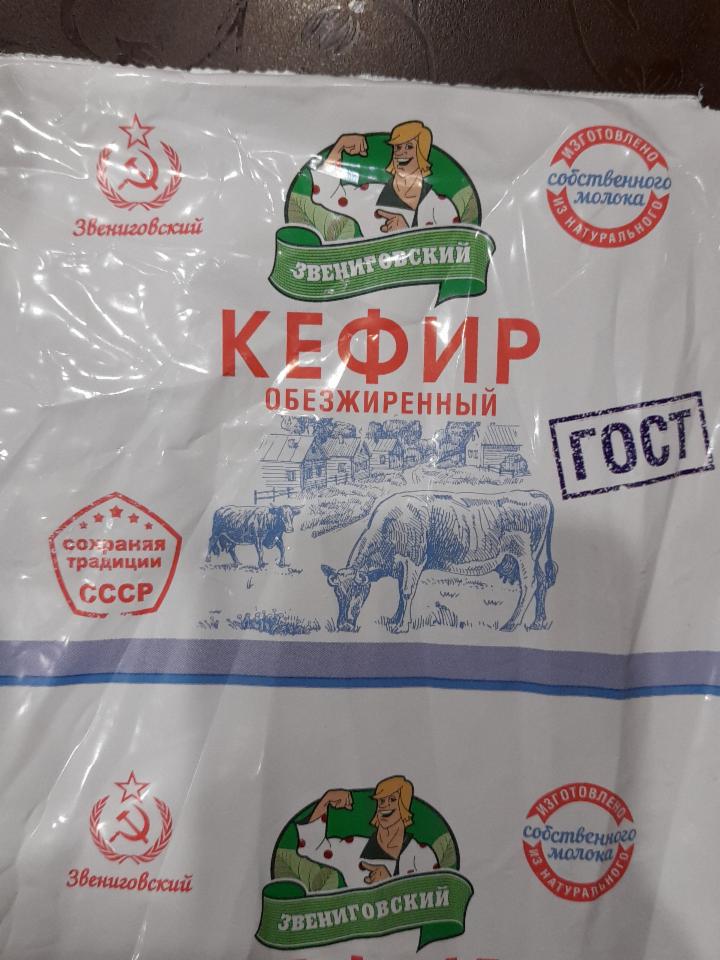 Звениговский
ЗВЕНИГОВСКИЙ
ИЗГОТОВЛЕНО
собственного
молока
ИЗ НАТУРАЛЬНОГО
КЕФИР
ОБЕЗЖИРЕННЫЙ
ГОСТ
сохраняя
традиции
СССР
Звениговский
ЗВЕНИГОВСКИЙ
ИЗГОТОВЛЕНО
собственного
молока
ИЗ НАТУРАЛЬНОГО